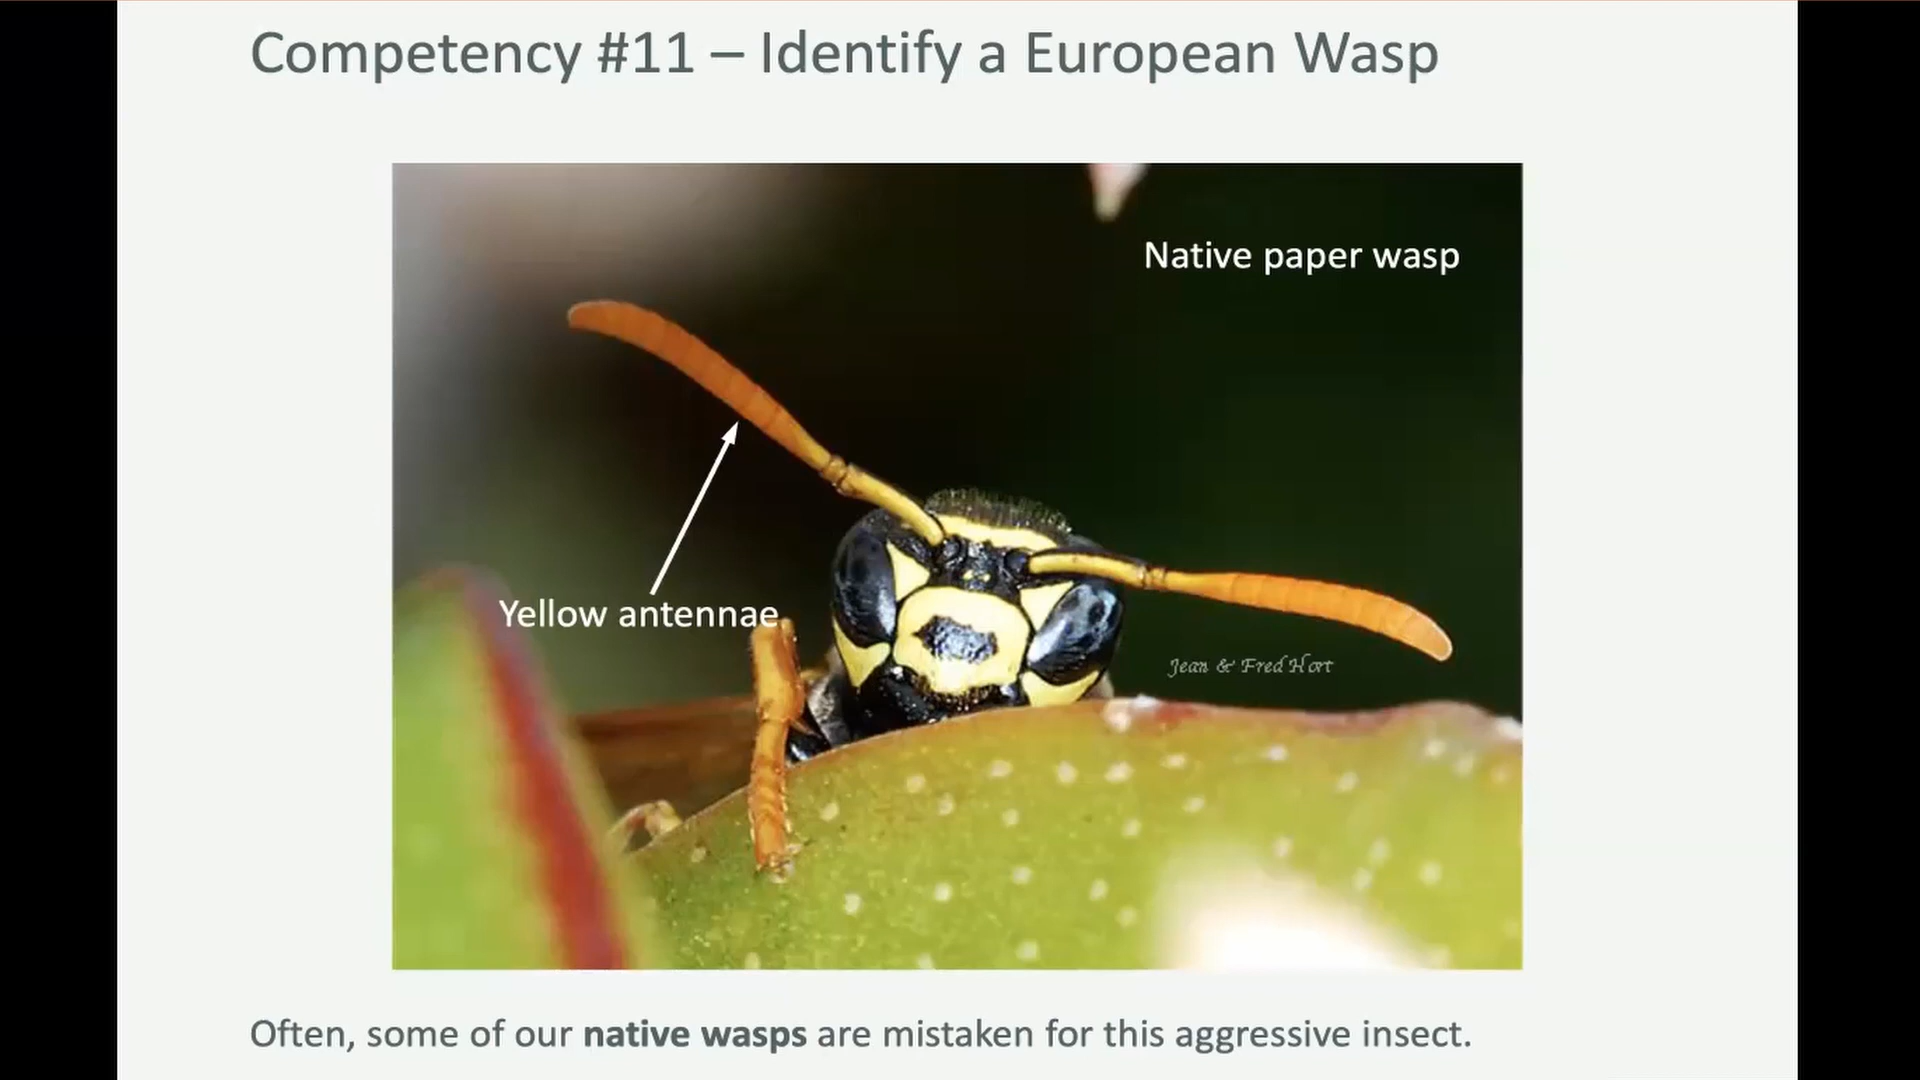 Competency #11 – Identify a European Wasp
Native paper wasp
Yellow antennae
Jean & Fred Hort
Often, some of our native wasps are mistaken for this aggressive insect.